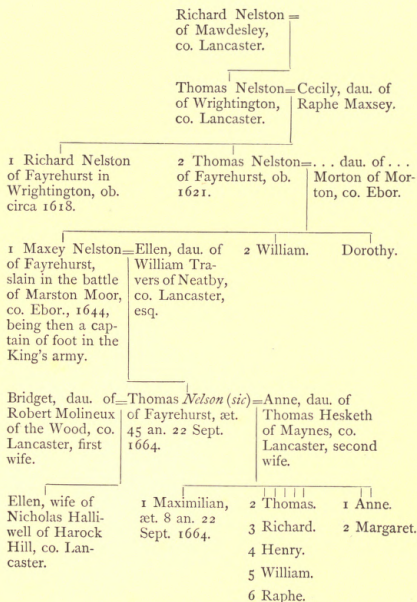 Richard Nelston =
of Mawdesley,
co. Lancaster.
Thomas Nelston=Cecily, dau. of
of Wrightington, Raphe Maxsey.
co. Lancaster.
1 Richard Nelston
of Fayrehurst in
Wrightington, ob.
circa 1618.
2 Thomas Nelston=. . . dau. of . . .
of Fayrehurst, ob. Morton of Mor-
1621. ton, co. Ebor.
1 Maxey Nelston=Ellen, dau. of
of Fayrehurst, William Tra-
slain in the battle vers of Neatby,
of Marston Moor, co. Lancaster,
co. Ebor., 1644, esq.
being then a cap-
tain of foot in the
King's army.
2 William.
Dorothy.
Bridget, dau. of=Thomas Nelson (sic)=Anne, dau. of
Robert Molineux of Fayrehurst, æt. Thomas Hesketh
of the Wood, co. 45 an. 22 Sept. of Maynes, co.
Lancaster, first 1664. Lancaster, second
wife. wife.
Ellen, wife of
Nicholas Halli-
well of Harock
Hill, co. Lan-
caster.
1 Maximilian,
æt. 8 an. 22
Sept. 1664.
2 Thomas.
3 Richard.
4 Henry.
5 William.
6 Raphe.
1 Anne.
2 Margaret.